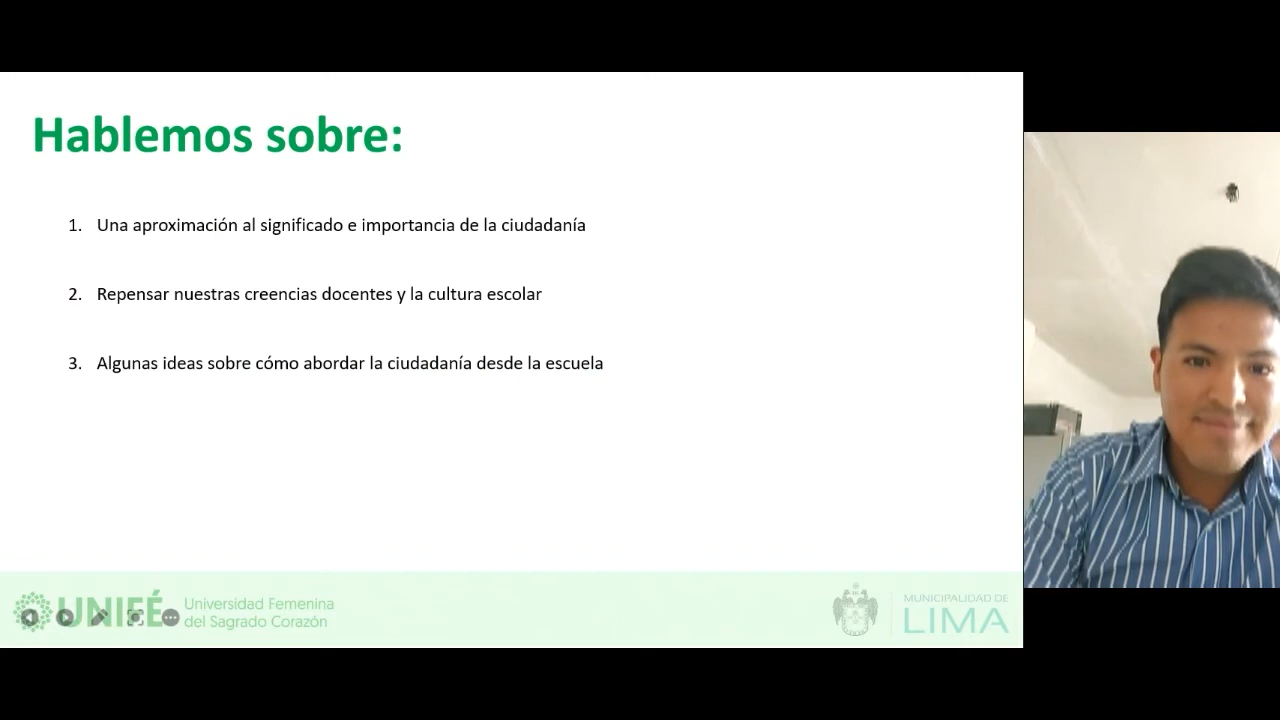 Hablemos sobre:
1. Una aproximación al significado e importancia de la ciudadanía
2. Repensar nuestras creencias docentes y la cultura escolar
3. Algunas ideas sobre cómo abordar la ciudadanía desde la escuela
UNIFÉ
Universidad Femenina
del Sagrado Corazón
MUNICIPALIDAD DE
LIMA